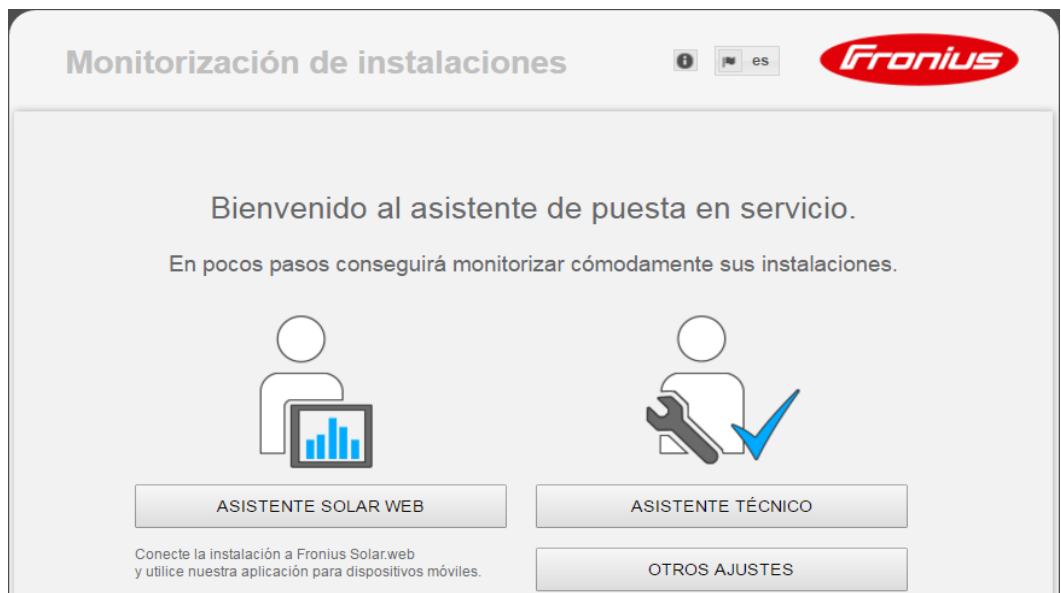 Monitorización de instalaciones
es
Fronius
Bienvenido al asistente de puesta en servicio.
En pocos pasos conseguirá monitorizar cómodamente sus instalaciones.
ASISTENTE SOLAR WEB
ASISTENTE TÉCNICO
Conecte la instalación a Fronius Solar.web
y utilice nuestra aplicación para dispositivos móviles.
OTROS AJUSTES